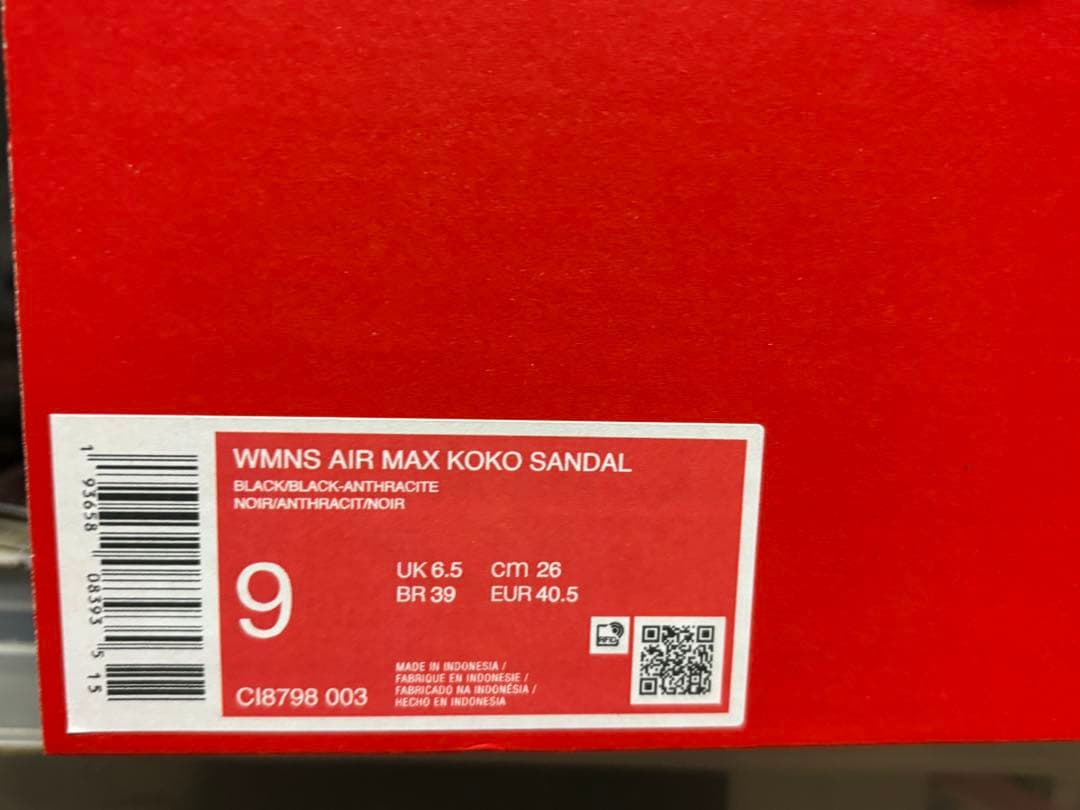 WMNS AIR MAX KOKO SANDAL
BLACK/BLACK-ANTHRACITE
NOIR/ANTHRACIT/NOIR
9
UK 6.5 cm 26
BR 39 EUR 40.5
MADE IN INDONESIA /
FABRIQUE EN INDONESIE /
FABRICADO NA INDONÉSIA /
HECHO EN INDONESIA
CI8798 003
RFID
1 93658 08393 5 15